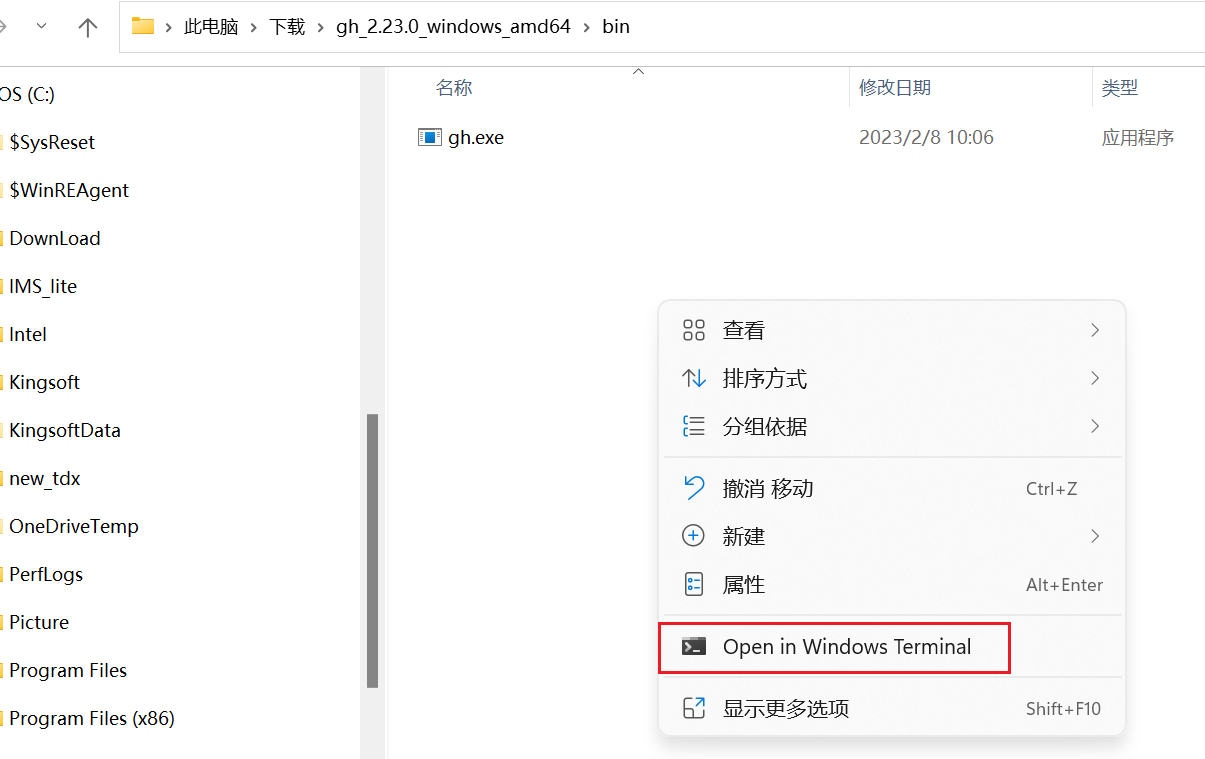 此电脑 > 下载 > gh_2.23.0_windows_amd64 > bin
OS (C:)
$SysReset
$WinREAgent
DownLoad
IMS_lite
Intel
Kingsoft
KingsoftData
new_tdx
OneDriveTemp
PerfLogs
Picture
Program Files
Program Files (x86)
名称 修改日期 类型
gh.exe 2023/2/8 10:06 应用程序
查看
排序方式
分组依据
撤消 移动 Ctrl+Z
新建
属性 Alt+Enter
Open in Windows Terminal
显示更多选项 Shift+F10